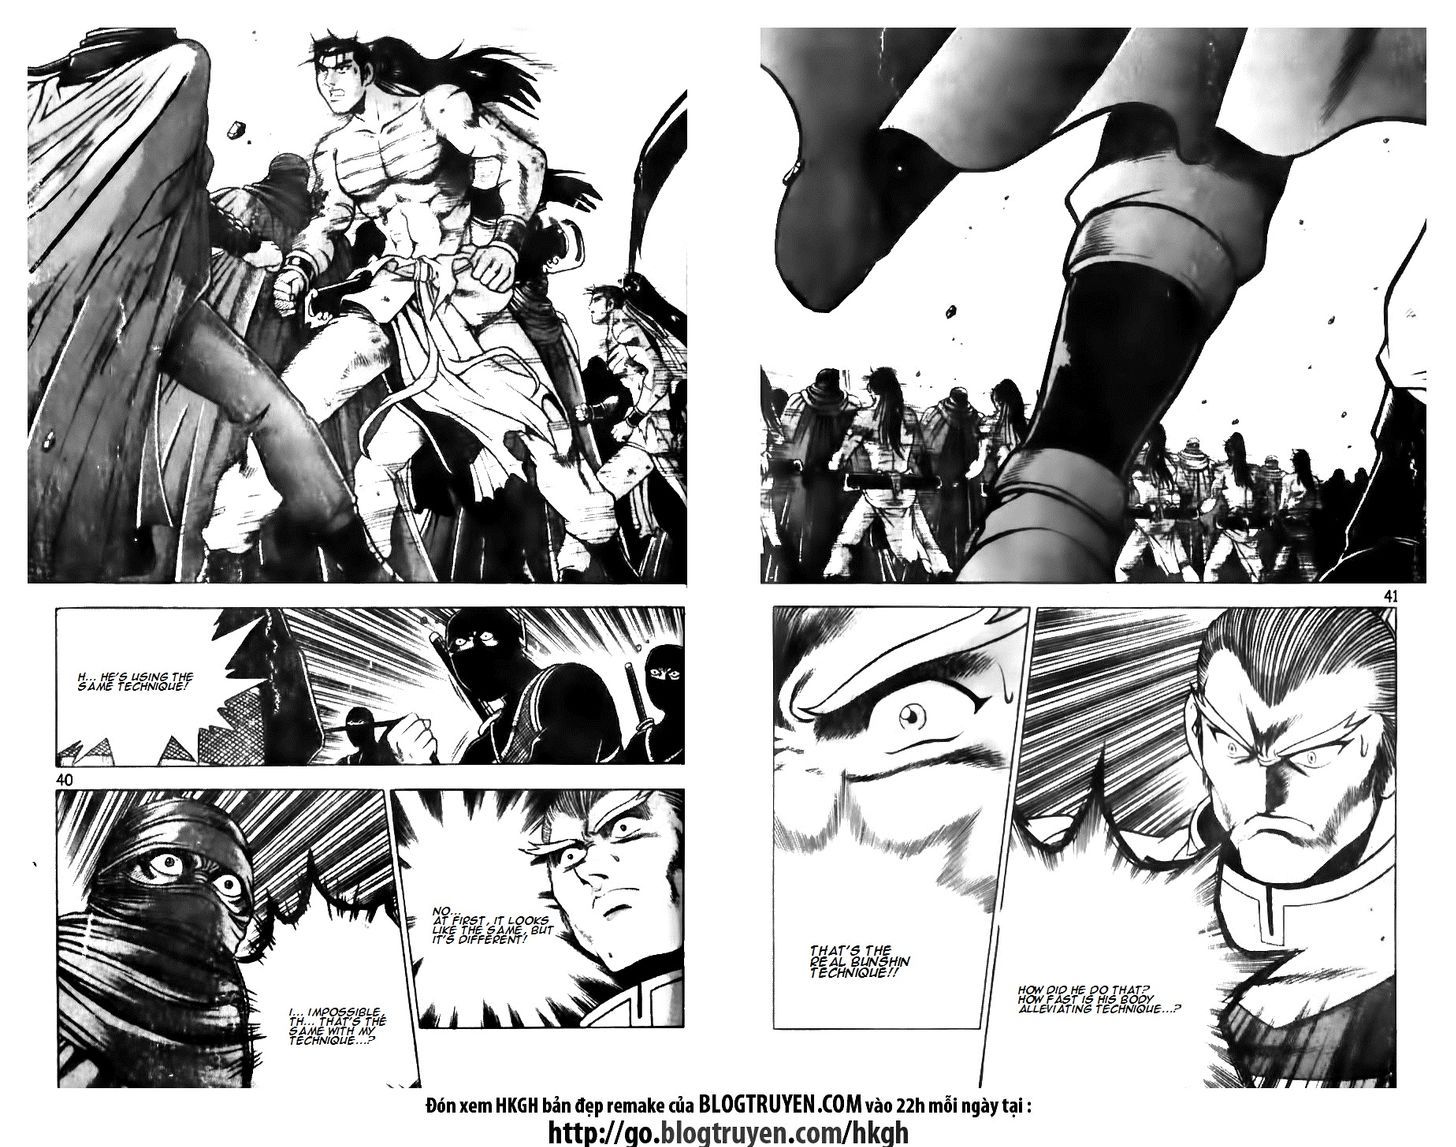 H... HE'S USING THE
SAME TECHNIQUE!
40
I... IMPOSSIBLE,
TH... THAT'S THE
SAME WITH MY
TECHNIQUE...?
NO...
AT FIRST, IT LOOKS
LIKE THE SAME, BUT
IT'S DIFFERENT!
41
THAT'S THE
REAL BUNSHIN
TECHNIQUE!!
HOW DID HE DO THAT?
HOW FAST IS HIS BODY
ALLEVIATING TECHNIQUE...?
Đón xem HKGH bản đẹp remake của BLOGTRUYEN.COM vào 22h mỗi ngày tại :
http://go.blogtruyen.com/hkgh